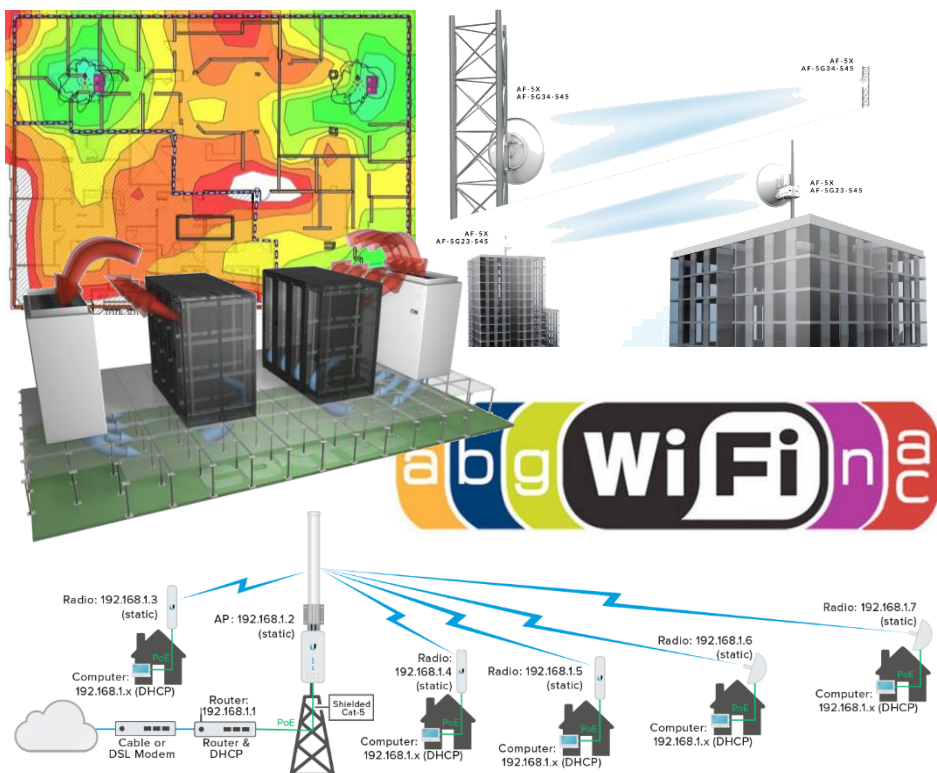 AF-5X
AF-5G34-S45
AF-5X
AF-5G34-S45
AF-5X
AF-5G23-S45
AF-5X
AF-5G23-S45
a b g WiFi n ac
Radio: 192.168.1.3
(static)
PoE
Computer:
192.168.1.x (DHCP)
AP: 192.168.1.2
(static)
Shielded
Cat-5
PoE
Router:
192.168.1.1
Cable or
DSL Modem
Router &
DHCP
Radio:
192.168.1.4
(static)
PoE
Computer:
192.168.1.x (DHCP)
Radio: 192.168.1.5
(static)
PoE
Computer:
192.168.1.x (DHCP)
Radio: 192.168.1.6
(static)
PoE
Computer:
192.168.1.x (DHCP)
Radio: 192.168.1.7
(static)
PoE
Computer:
192.168.1.x (DHCP)